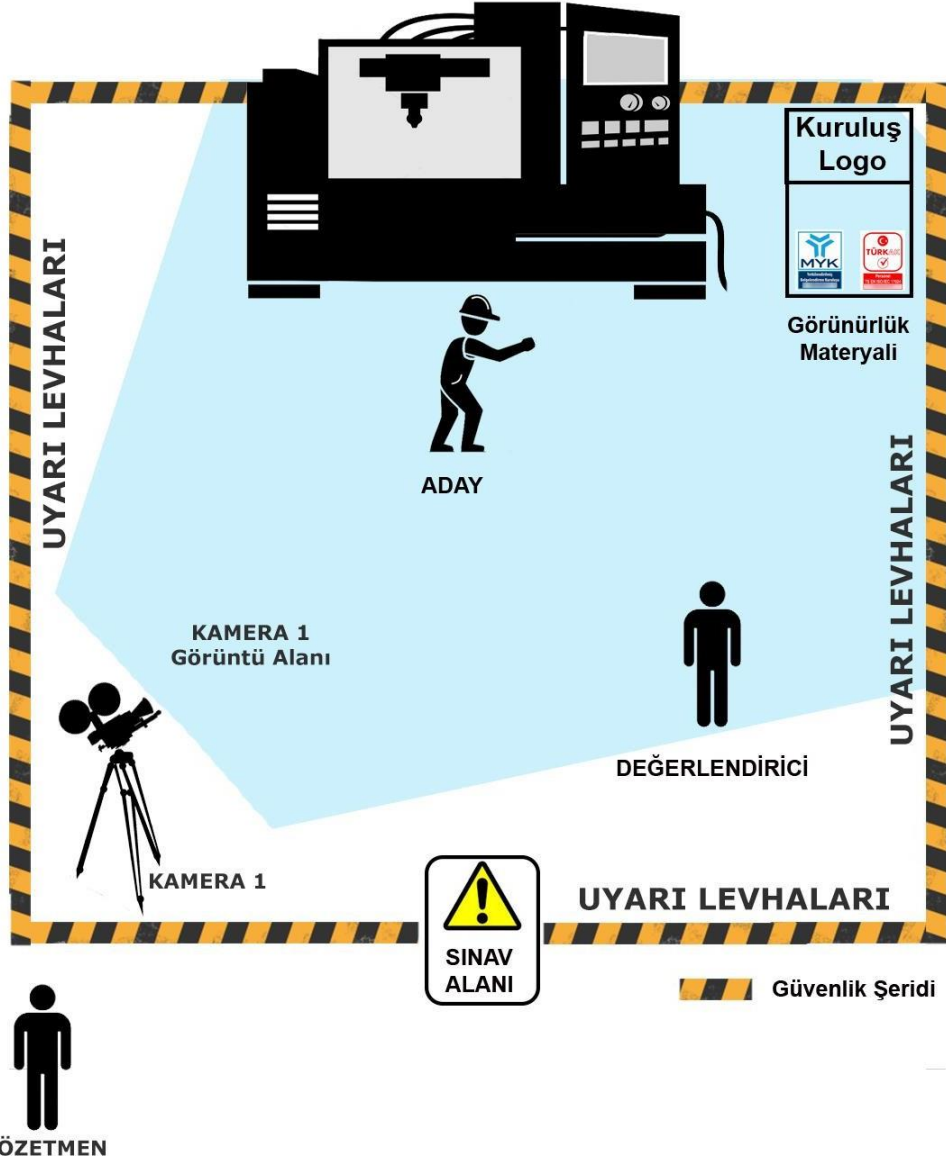 Kuruluş
Logo
MYK
TÜRKAK
Görünürlük
Materyali
UYARI LEVHALARI
ADAY
UYARI LEVHALARI
KAMERA 1
Görüntü Alanı
DEĞERLENDİRİCİ
KAMERA 1
UYARI LEVHALARI
SINAV
ALANI
Güvenlik Şeridi
ÖZETMEN